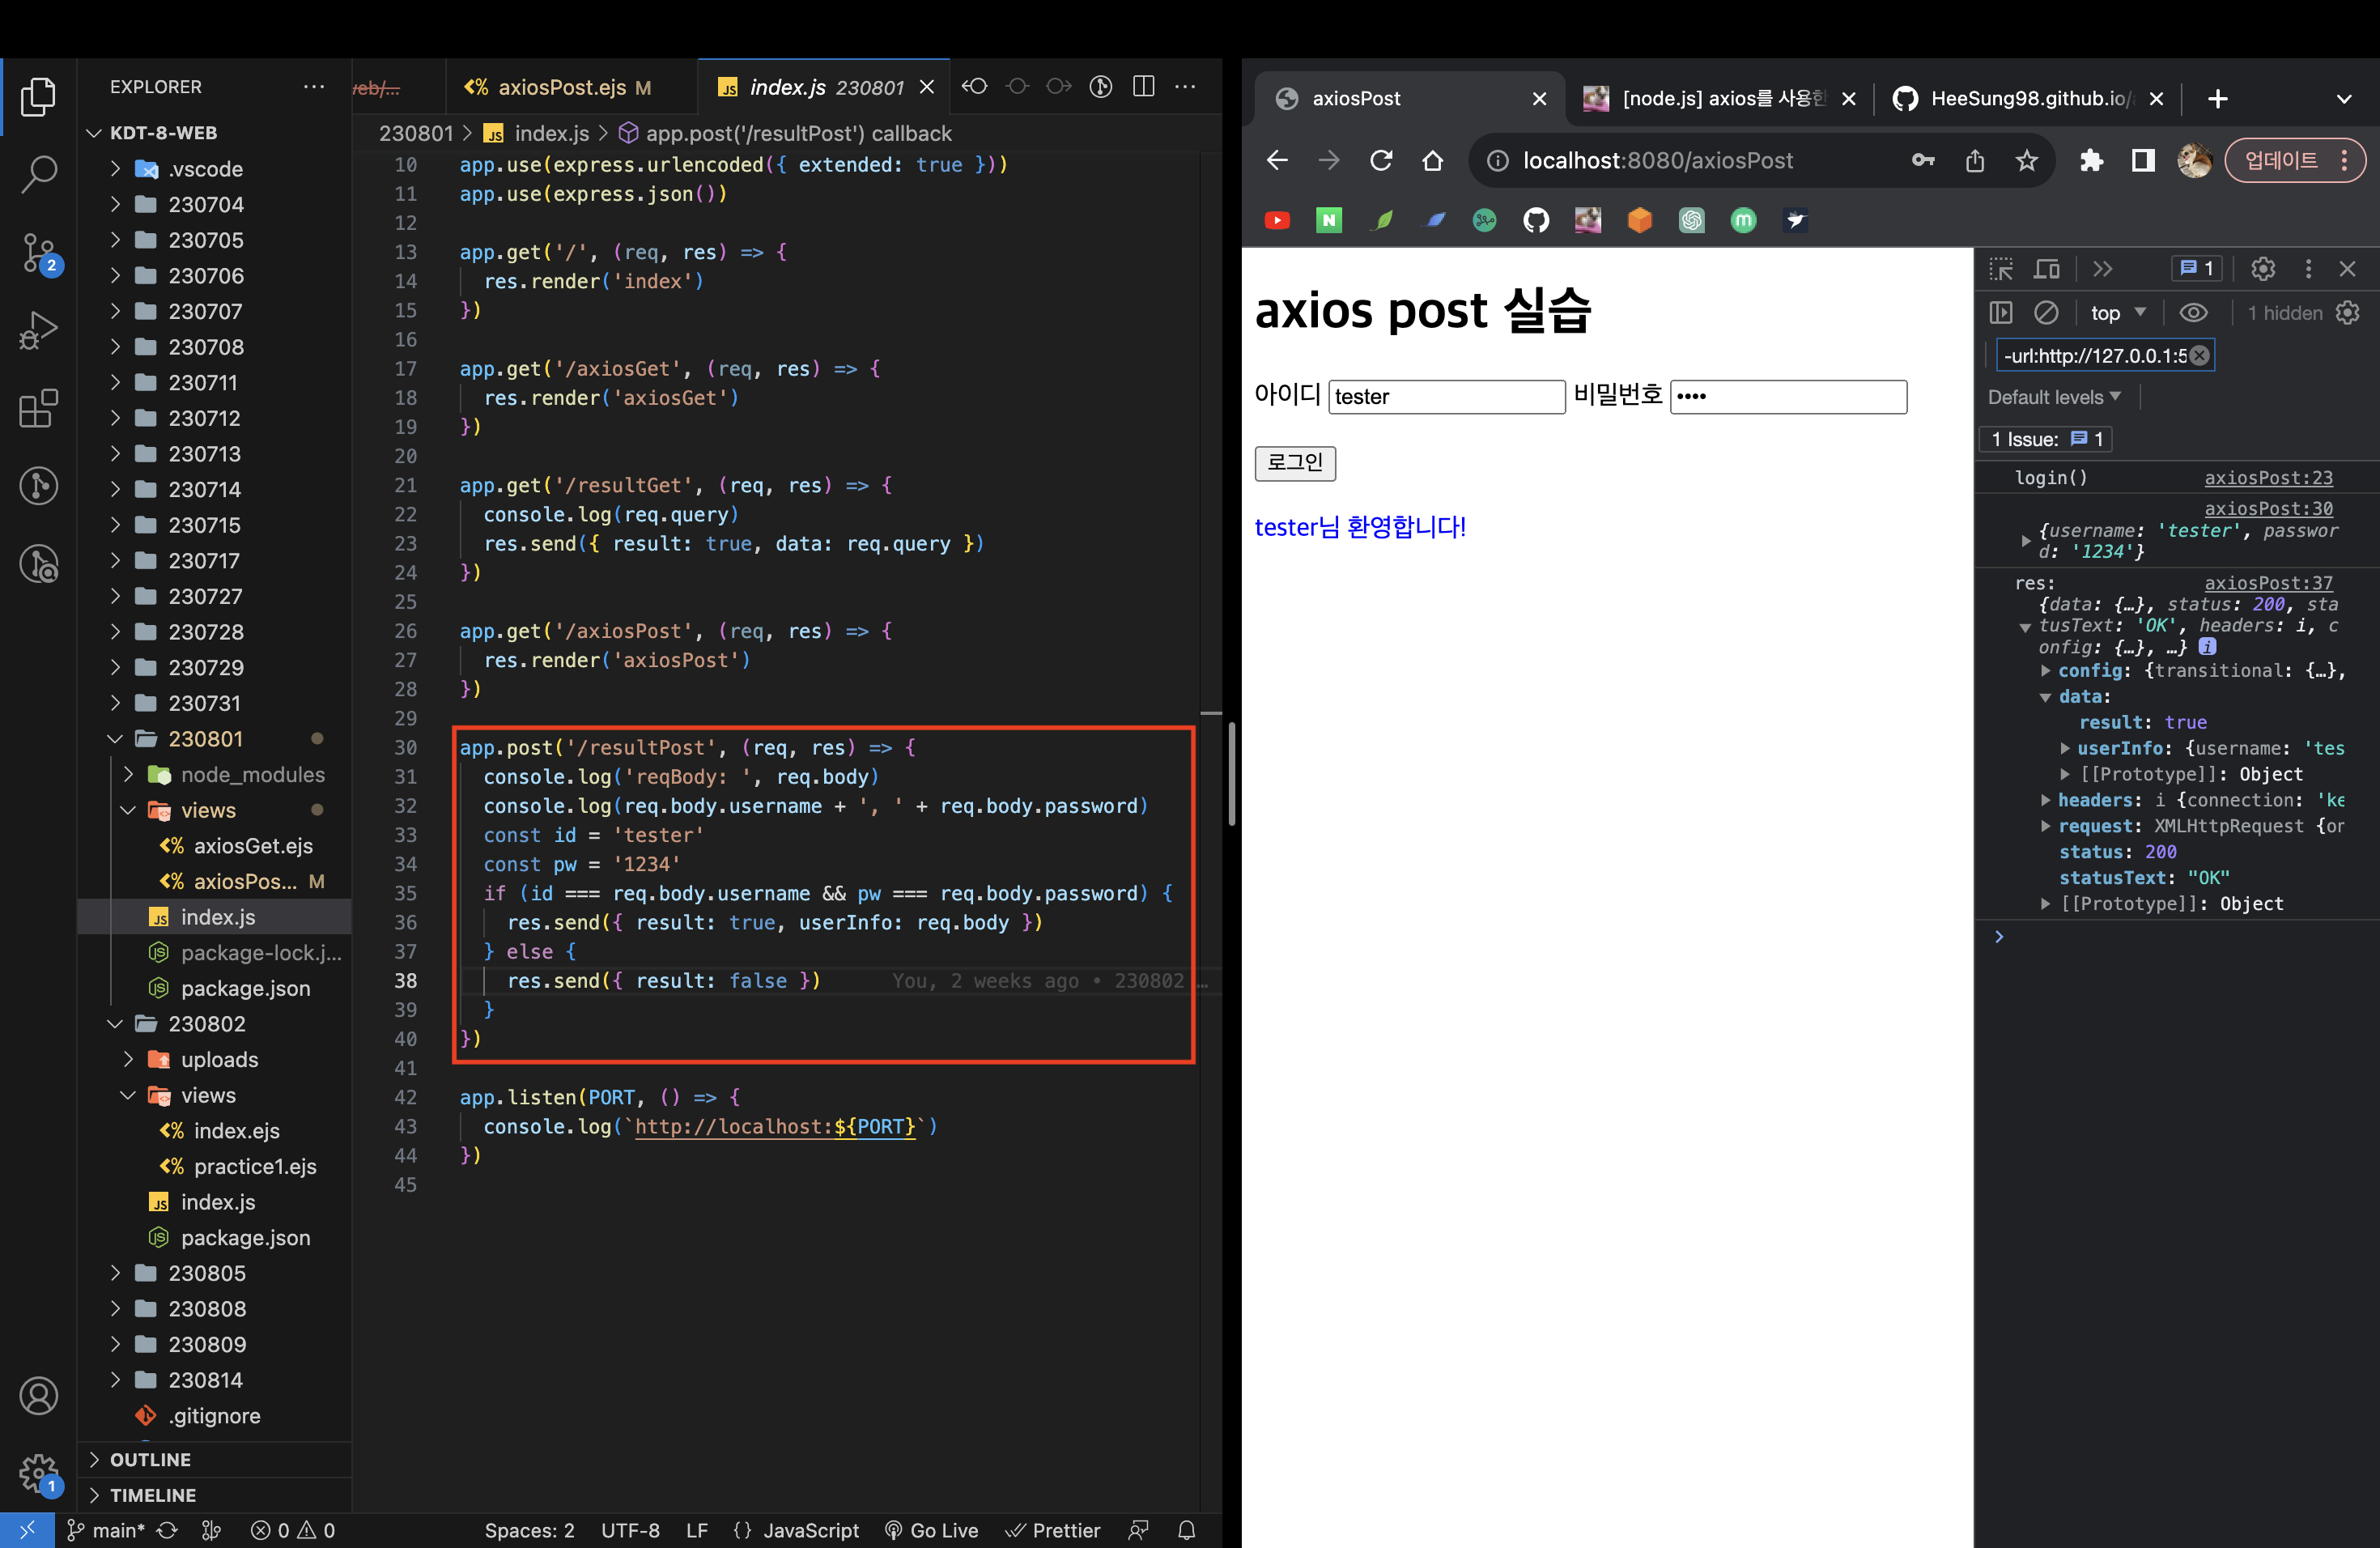 EXPLORER
KDT-8-WEB
.vscode
230704
230705
230706
230707
230708
230711
230712
230713
230714
230715
230717
230727
230728
230729
230731
230801
node_modules
views
axiosGet.ejs
axiosPos... M
index.js
package-lock.j...
package.json
230802
uploads
views
index.ejs
practice1.ejs
index.js
package.json
230805
230808
230809
230814
.gitignore
OUTLINE
TIMELINE
2
1
axiosPost.ejs M
index.js 230801
230801 > index.js > app.post('/resultPost') callback
10 app.use(express.urlencoded({ extended: true }))
11 app.use(express.json())
12
13 app.get('/', (req, res) => {
14 res.render('index')
15 })
16
17 app.get('/axiosGet', (req, res) => {
18 res.render('axiosGet')
19 })
20
21 app.get('/resultGet', (req, res) => {
22 console.log(req.query)
23 res.send({ result: true, data: req.query })
24 })
25
26 app.get('/axiosPost', (req, res) => {
27 res.render('axiosPost')
28 })
29
30 app.post('/resultPost', (req, res) => {
31 console.log('reqBody: ', req.body)
32 console.log(req.body.username + ', ' + req.body.password)
33 const id = 'tester'
34 const pw = '1234'
35 if (id === req.body.username && pw === req.body.password) {
36 res.send({ result: true, userInfo: req.body })
37 } else {
38 res.send({ result: false }) You, 2 weeks ago • 230802 …
39 }
40 })
41
42 app.listen(PORT, () => {
43 console.log(`http://localhost:${PORT}`)
44 })
45
main* 0 0 Spaces: 2 UTF-8 LF {} JavaScript Go Live Prettier
axiosPost
[node.js] axios를 사용한
HeeSung98.github.io/
localhost:8080/axiosPost
업데이트
axios post 실습
아이디 tester 비밀번호 ••••
로그인
tester님 환영합니다!
1
top 1 hidden
-url:http://127.0.0.1:5
Default levels
1 Issue: 1
login() axiosPost:23
axiosPost:30
{username: 'tester', passwor
d: '1234'}
res: axiosPost:37
{data: {…}, status: 200, sta
tusText: 'OK', headers: i, c
onfig: {…}, …} i
config: {transitional: {…},
data:
result: true
userInfo: {username: 'tes
[[Prototype]]: Object
headers: i {connection: 'ke
request: XMLHttpRequest {or
status: 200
statusText: "OK"
[[Prototype]]: Object